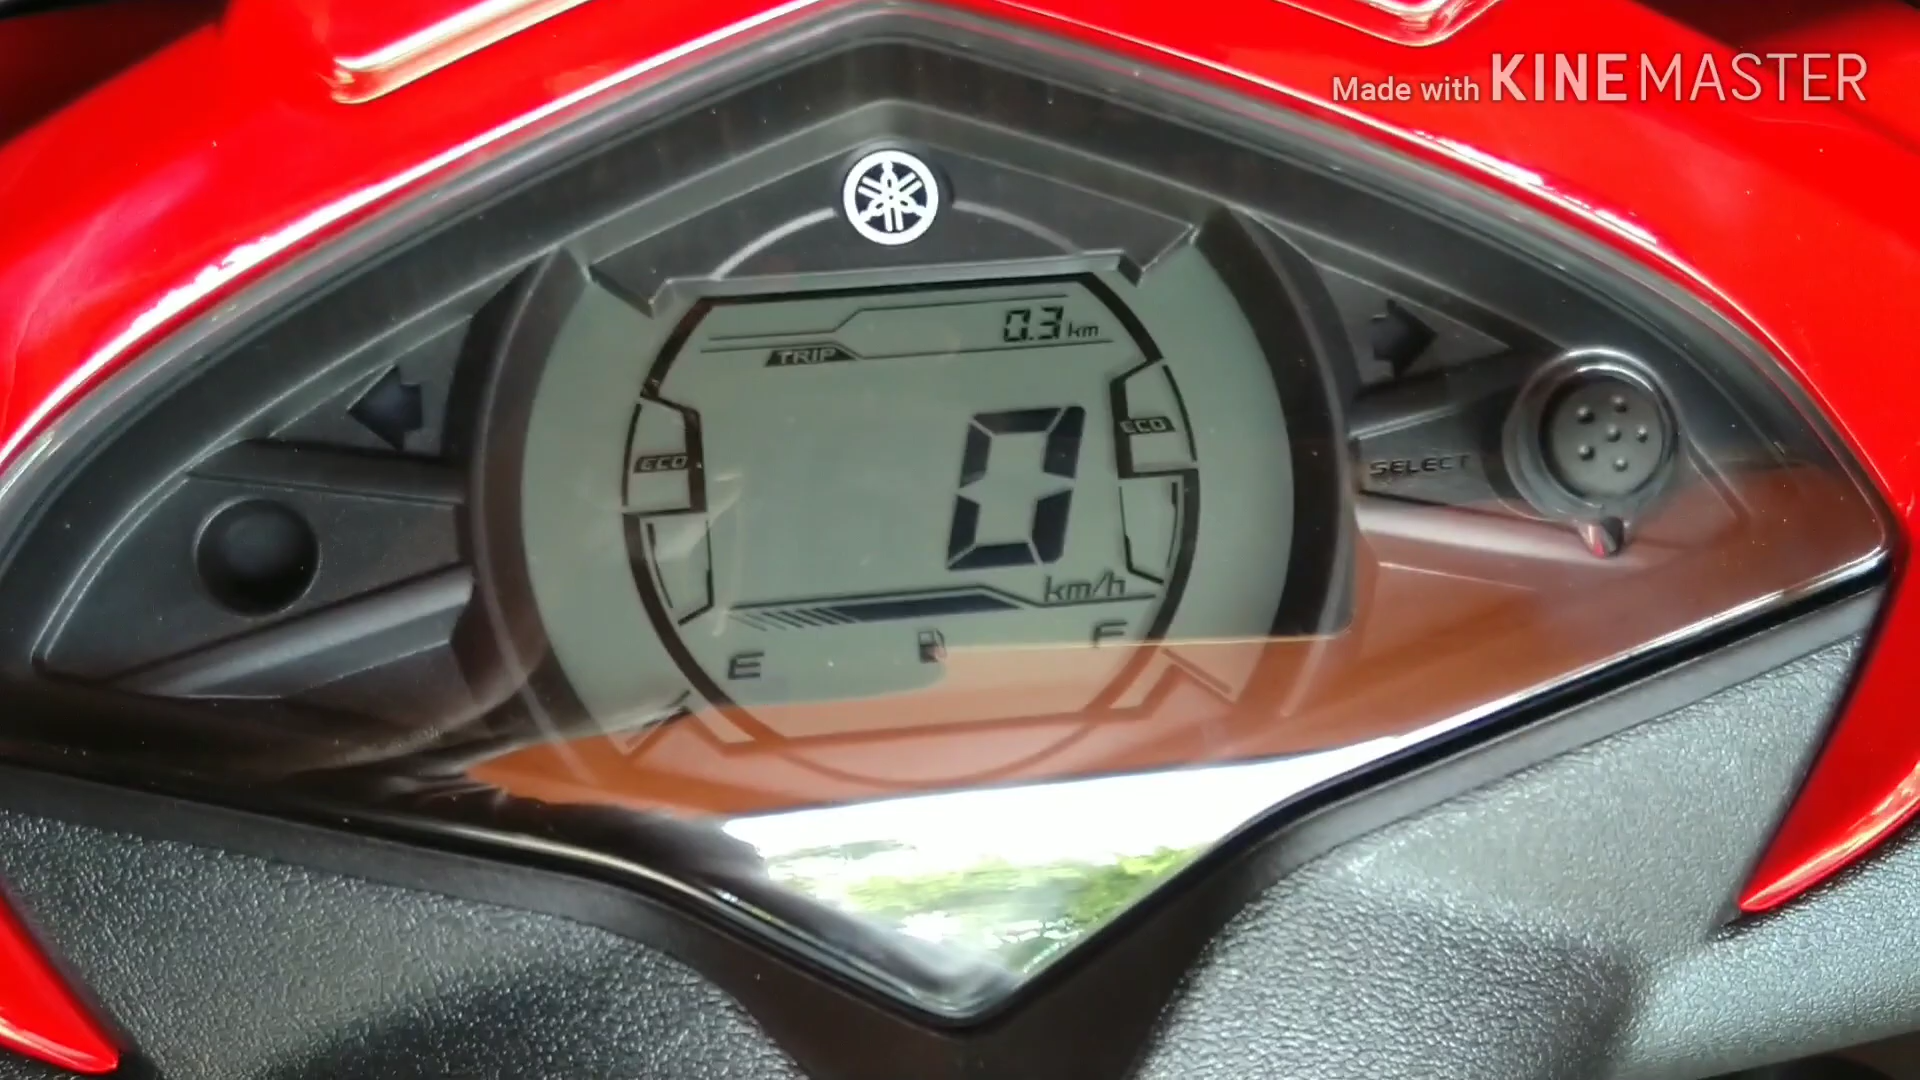 Made with KINEMASTER
0.3 km
TRIP
ECO
ECO
0
SELECT
km/h
E
F